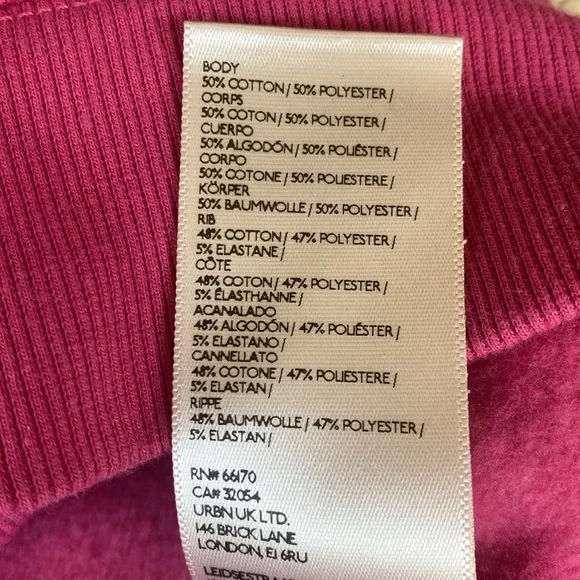 BODY
50% COTTON / 50% POLYESTER /
CORPS
50% COTON / 50% POLYESTER /
CUERPO
50% ALGODÓN / 50% POLIÉSTER /
CORPO
50% COTONE / 50% POLIESTERE /
KÖRPER
50% BAUMWOLLE / 50% POLYESTER /
RIB
48% COTTON / 47% POLYESTER /
5% ELASTANE /
CÔTE
48% COTON / 47% POLYESTER /
5% ÉLASTHANNE /
ACANALADO
48% ALGODÓN / 47% POLIÉSTER /
5% ELASTANO /
CANNELLATO
48% COTONE / 47% POLIESTERE /
5% ELASTAN /
RIPPE
48% BAUMWOLLE / 47% POLYESTER /
5% ELASTAN /
RN# 66170
CA# 32054
URBN UK LTD.
146 BRICK LANE
LONDON, E1 6RU